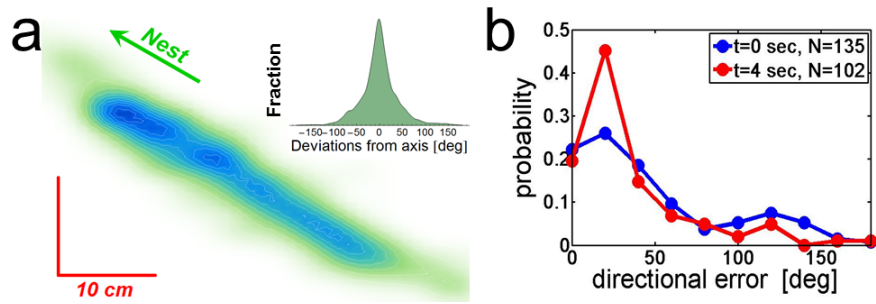 a
Nest
Fraction
-150 -100 -50 0 50 100 150
Deviations from axis [deg]
10 cm
b
probability
0.5
0.4
0.3
0.2
0.1
0
t=0 sec, N=135
t=4 sec, N=102
0 50 100 150
directional error [deg]